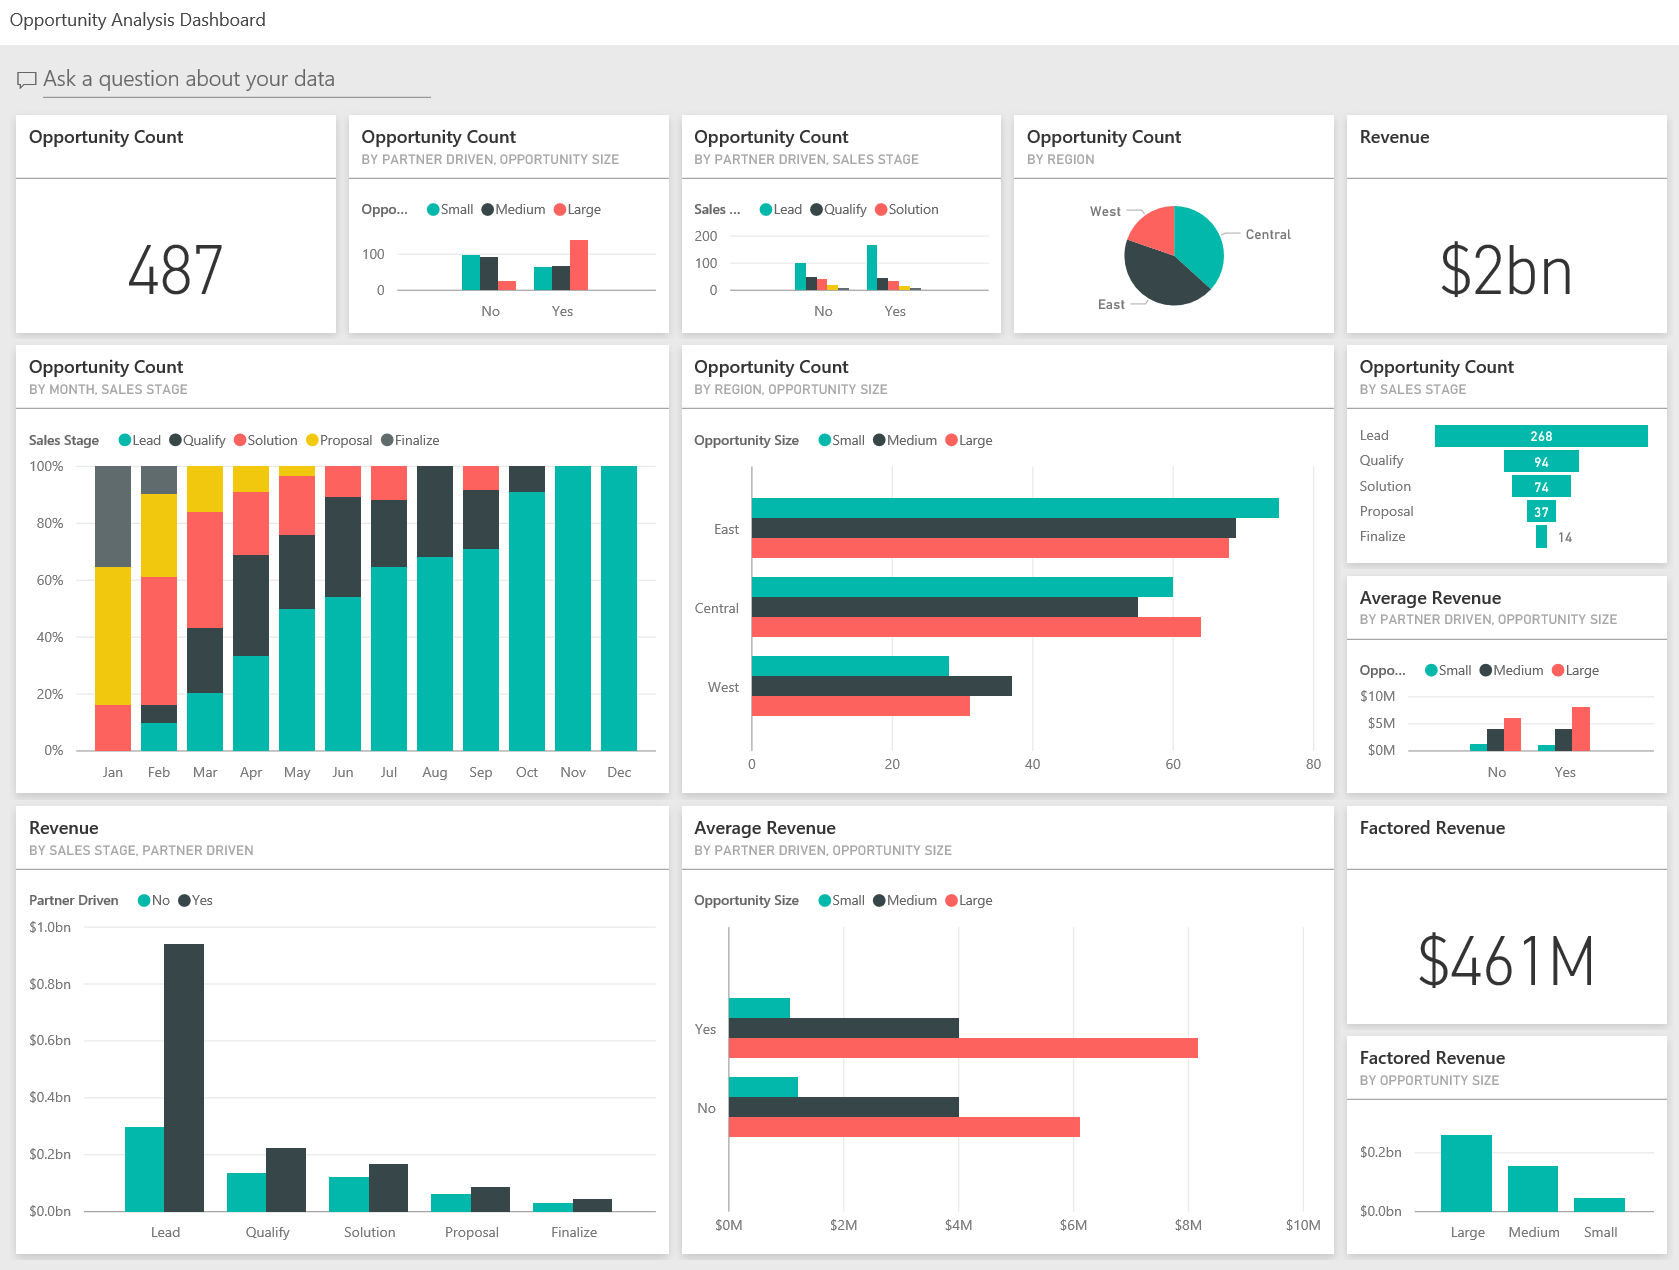 Opportunity Analysis Dashboard
Ask a question about your data
Opportunity Count
487
Opportunity Count
BY PARTNER DRIVEN, OPPORTUNITY SIZE
Oppo... Small Medium Large
100
0
No Yes
Opportunity Count
BY PARTNER DRIVEN, SALES STAGE
Sales ... Lead Qualify Solution
200
100
0
No Yes
Opportunity Count
BY REGION
West
Central
East
Revenue
$2bn
Opportunity Count
BY MONTH, SALES STAGE
Sales Stage Lead Qualify Solution Proposal Finalize
100%
80%
60%
40%
20%
0%
Jan Feb Mar Apr May Jun Jul Aug Sep Oct Nov Dec
Opportunity Count
BY REGION, OPPORTUNITY SIZE
Opportunity Size Small Medium Large
East
Central
West
0 20 40 60 80
Opportunity Count
BY SALES STAGE
Lead 268
Qualify 94
Solution 74
Proposal 37
Finalize 14
Average Revenue
BY PARTNER DRIVEN, OPPORTUNITY SIZE
Oppo... Small Medium Large
$10M
$5M
$0M
No Yes
Revenue
BY SALES STAGE, PARTNER DRIVEN
Partner Driven No Yes
$1.0bn
$0.8bn
$0.6bn
$0.4bn
$0.2bn
$0.0bn
Lead Qualify Solution Proposal Finalize
Average Revenue
BY PARTNER DRIVEN, OPPORTUNITY SIZE
Opportunity Size Small Medium Large
Yes
No
$0M $2M $4M $6M $8M $10M
Factored Revenue
$461M
Factored Revenue
BY OPPORTUNITY SIZE
$0.2bn
$0.0bn
Large Medium Small